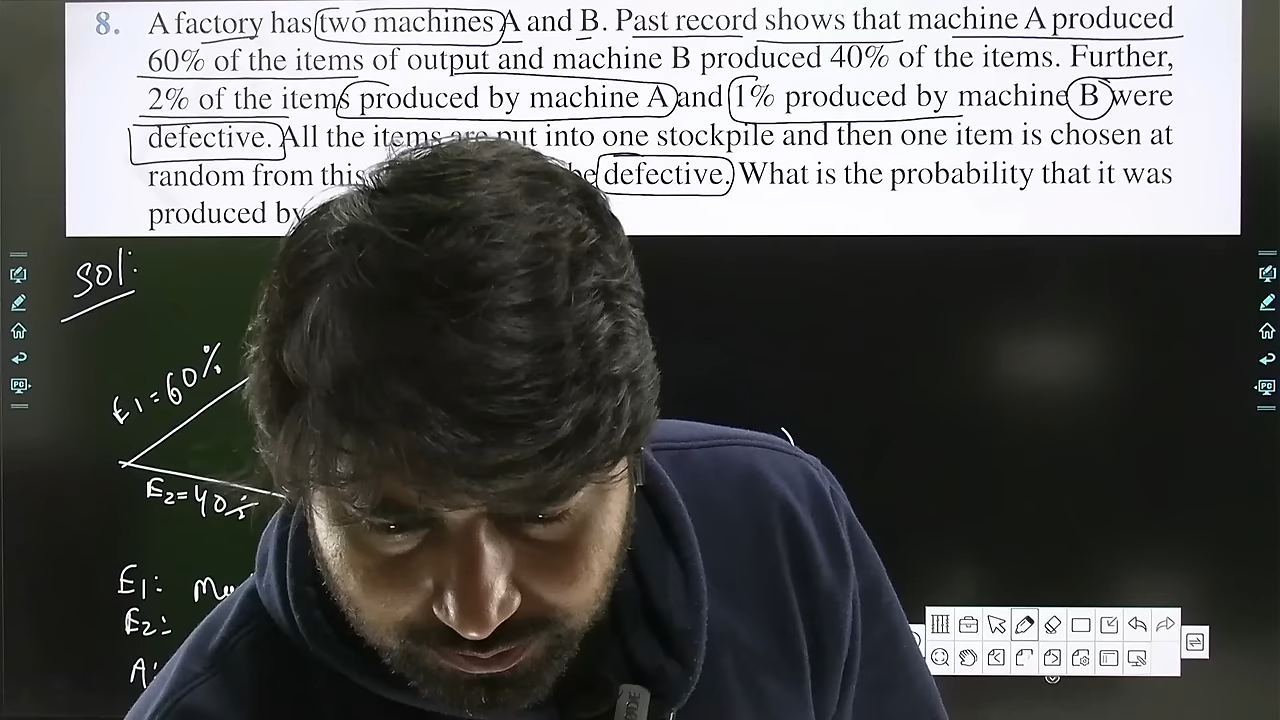 8. A factory has two machines A and B. Past record shows that machine A produced
60% of the items of output and machine B produced 40% of the items. Further,
2% of the items produced by machine A and 1% produced by machine B were
defective. All the items are put into one stockpile and then one item is chosen at
random from this be defective. What is the probability that it was
produced by
Sol:
E1 = 60%
E2 = 40%
E1:
E2:
A: